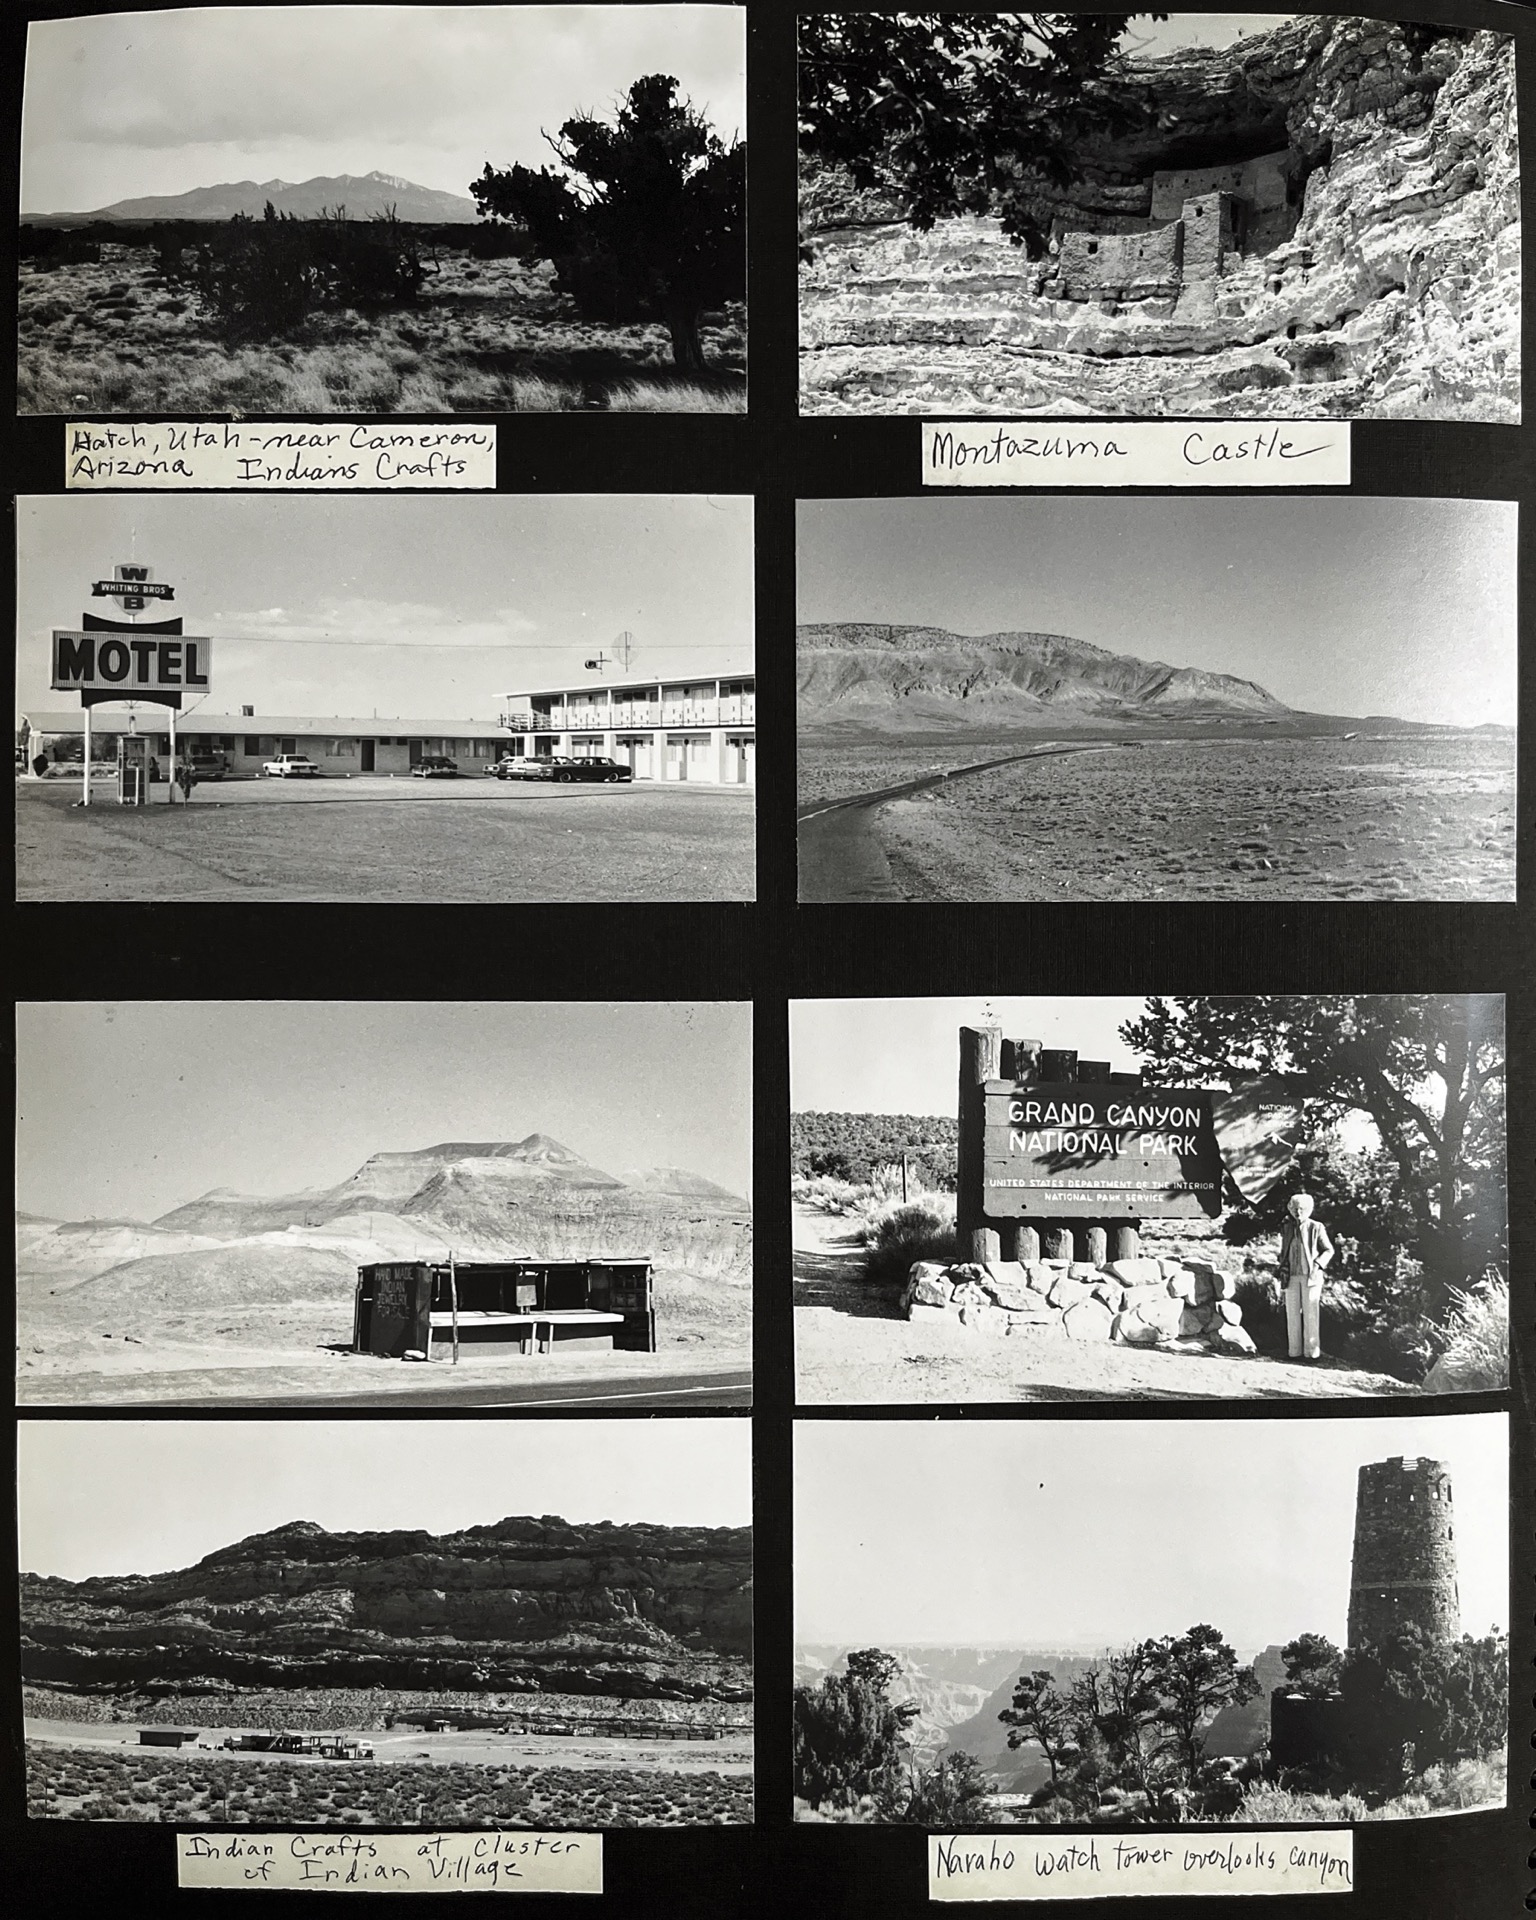 Hatch, Utah - near Cameron,
Arizona Indians Crafts
Montazuma Castle
W
WHITING BROS
B
MOTEL
HAND MADE
INDIAN
JEWELRY
FOR SALE
GRAND CANYON
NATIONAL PARK
UNITED STATES DEPARTMENT OF THE INTERIOR
NATIONAL PARK SERVICE
NATIONAL
PARK
Indian Crafts at Cluster
of Indian Village
Navaho watch tower overlooks canyon